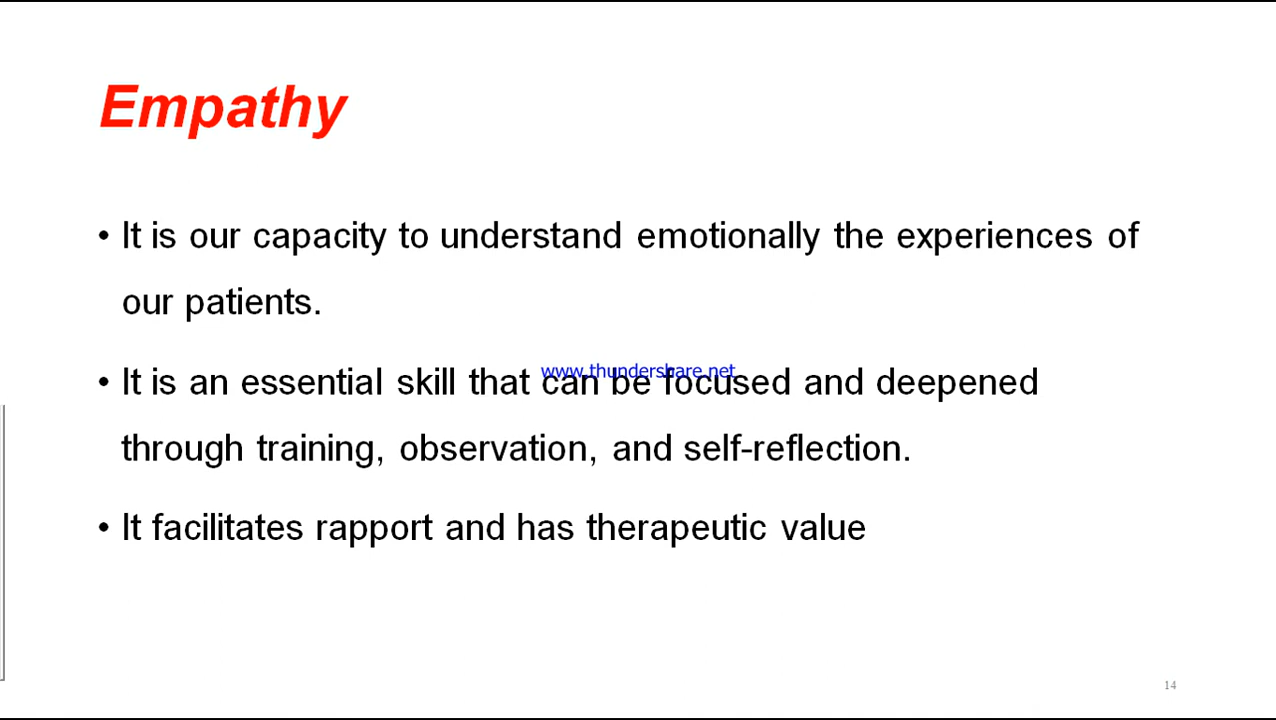 Empathy
• It is our capacity to understand emotionally the experiences of
our patients.
www.thundershare.net
• It is an essential skill that can be focused and deepened
through training, observation, and self-reflection.
• It facilitates rapport and has therapeutic value
14